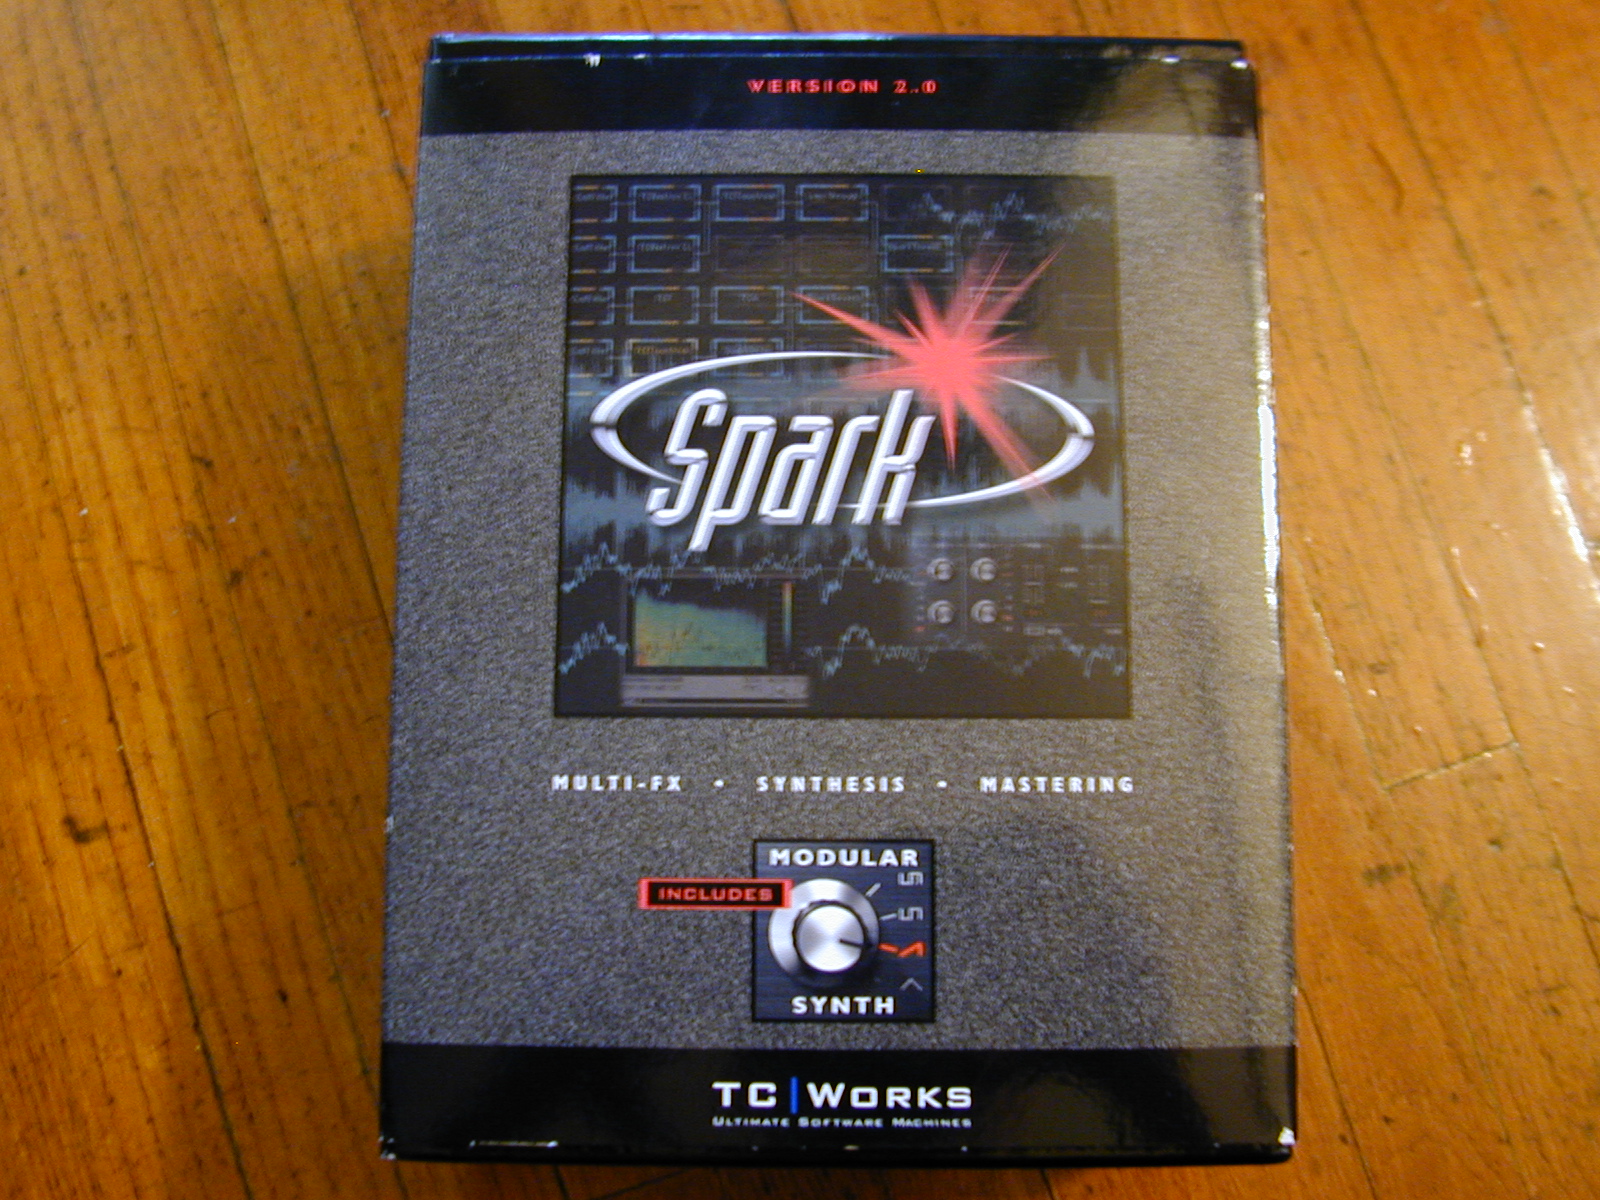 VERSION 2.0
Spark
MULTI-FX • SYNTHESIS • MASTERING
MODULAR
INCLUDES
SYNTH
TC|WORKS
ULTIMATE SOFTWARE MACHINES